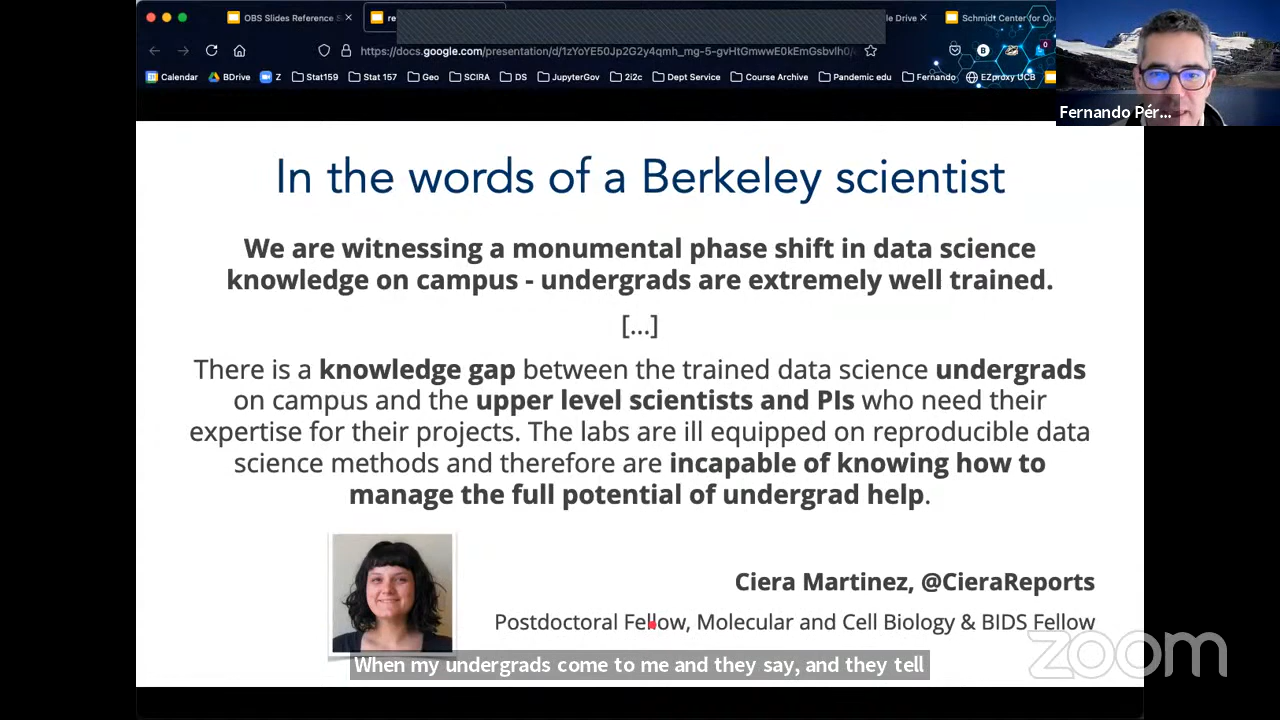 OBS Slides Reference S
re
le Drive
Schmidt Center for Op
https://docs.google.com/presentation/d/1zYoYE50Jp2G2y4qmh_mg-5-gvHtGmwwE0kEmGsbvlh0/
Calendar BDrive Z Stat159 Stat 157 Geo SCIRA DS JupyterGov 2i2c Dept Service Course Archive Pandemic edu Fernando EZproxy UCB
Fernando Pér...
In the words of a Berkeley scientist
We are witnessing a monumental phase shift in data science
knowledge on campus - undergrads are extremely well trained.
[...]
There is a knowledge gap between the trained data science undergrads
on campus and the upper level scientists and PIs who need their
expertise for their projects. The labs are ill equipped on reproducible data
science methods and therefore are incapable of knowing how to
manage the full potential of undergrad help.
Ciera Martinez, @CieraReports
Postdoctoral Fellow, Molecular and Cell Biology & BIDS Fellow
zoom
When my undergrads come to me and they say, and they tell